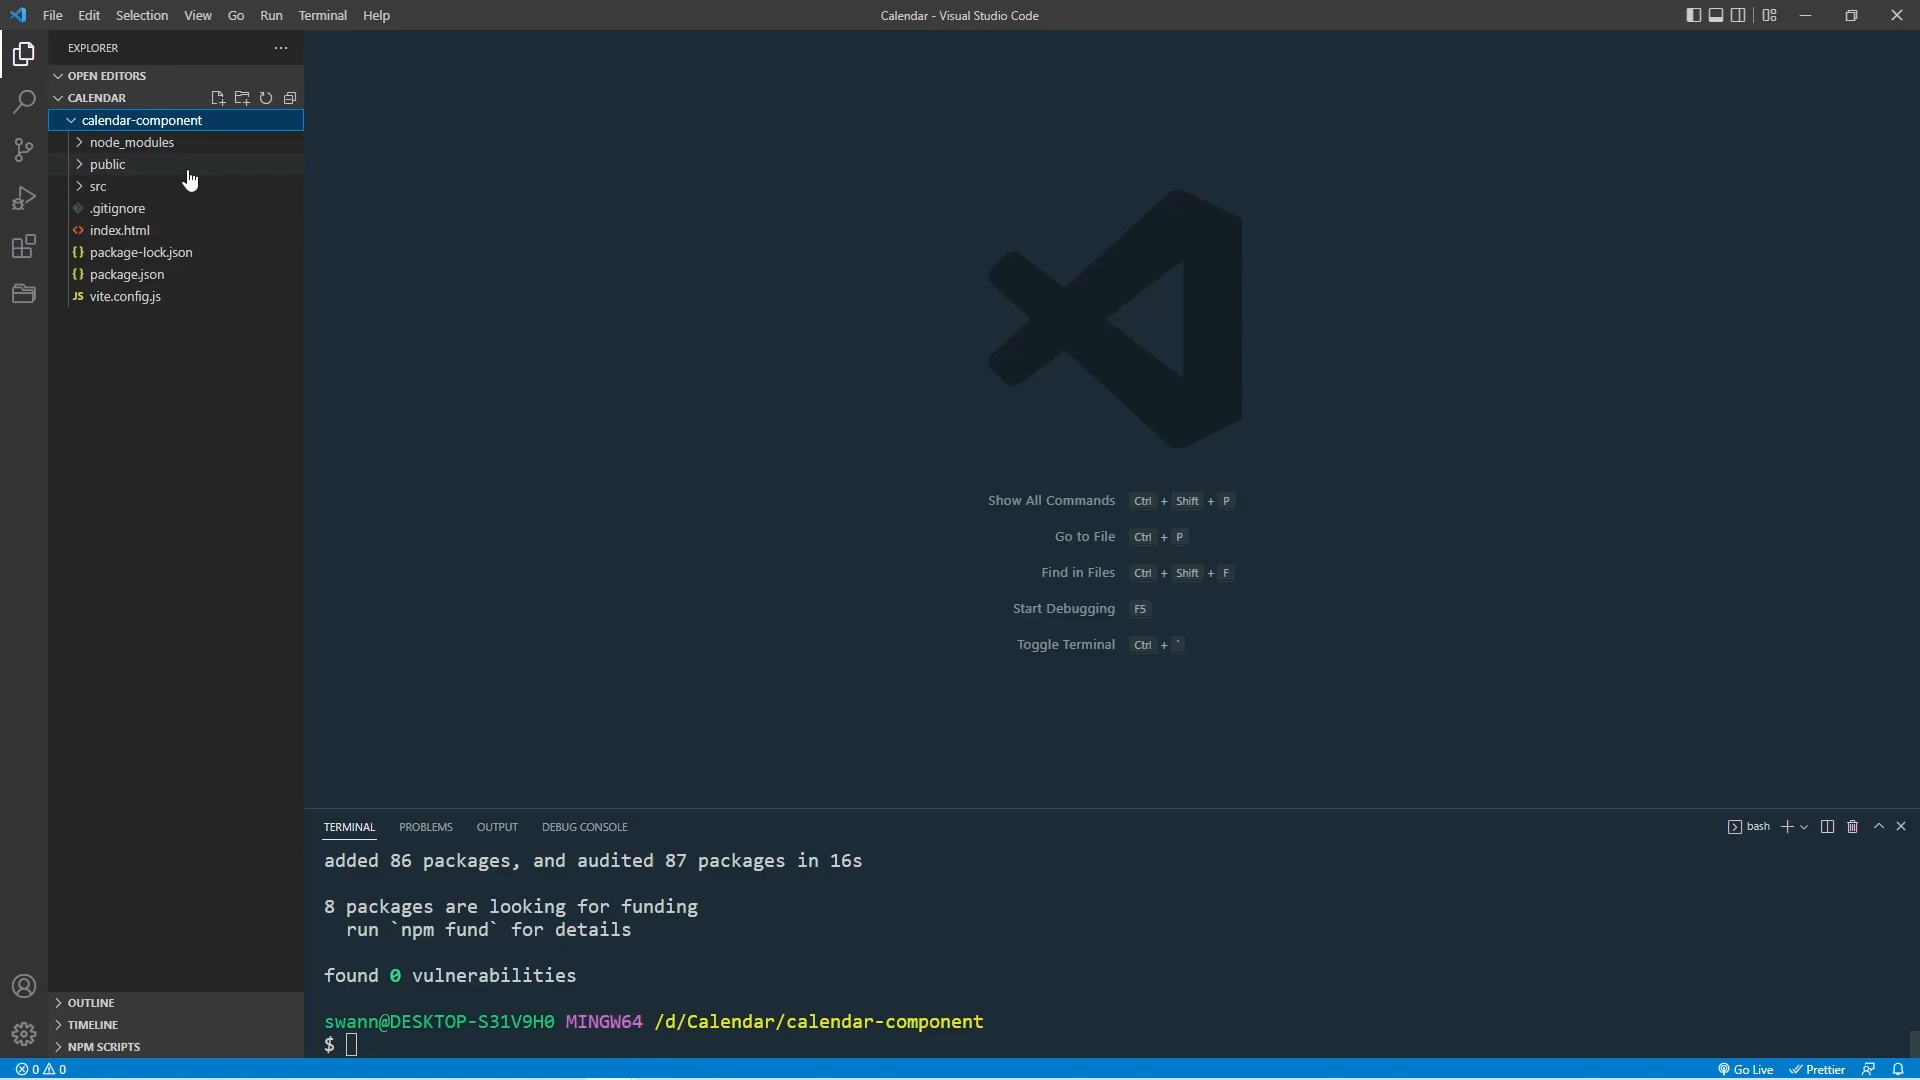 File Edit Selection View Go Run Terminal Help
Calendar - Visual Studio Code
EXPLORER
OPEN EDITORS
CALENDAR
calendar-component
node_modules
public
src
.gitignore
index.html
package-lock.json
package.json
JS vite.config.js
Show All Commands Ctrl + Shift + P
Go to File Ctrl + P
Find in Files Ctrl + Shift + F
Start Debugging F5
Toggle Terminal Ctrl + `
TERMINAL PROBLEMS OUTPUT DEBUG CONSOLE
bash
added 86 packages, and audited 87 packages in 16s
8 packages are looking for funding
run `npm fund` for details
found 0 vulnerabilities
swann@DESKTOP-S31V9H0 MINGW64 /d/Calendar/calendar-component
$
OUTLINE
TIMELINE
NPM SCRIPTS
0 0
Go Live Prettier